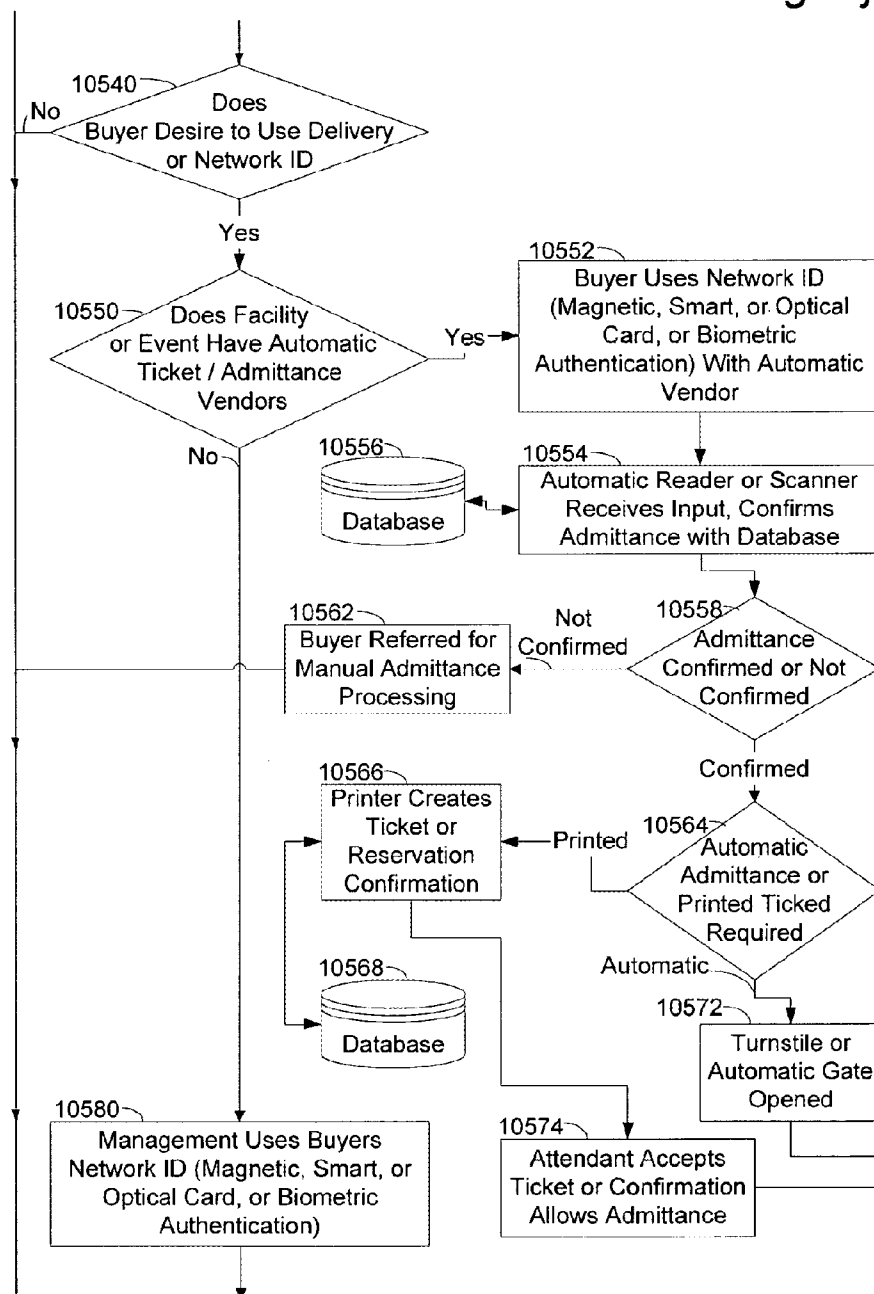 10540
Does
Buyer Desire to Use Delivery
or Network ID
No
Yes
10550
Does Facility
or Event Have Automatic
Ticket / Admittance
Vendors
Yes
No
10552
Buyer Uses Network ID
(Magnetic, Smart, or Optical
Card, or Biometric
Authentication) With Automatic
Vendor
10554
Automatic Reader or Scanner
Receives Input, Confirms
Admittance with Database
10556
Database
10558
Admittance
Confirmed or Not
Confirmed
Not
Confirmed
10562
Buyer Referred for
Manual Admittance
Processing
Confirmed
10564
Automatic
Admittance or
Printed Ticked
Required
Printed
10566
Printer Creates
Ticket or
Reservation
Confirmation
10568
Database
Automatic
10572
Turnstile or
Automatic Gate
Opened
10574
Attendant Accepts
Ticket or Confirmation
Allows Admittance
10580
Management Uses Buyers
Network ID (Magnetic, Smart, or
Optical Card, or Biometric
Authentication)